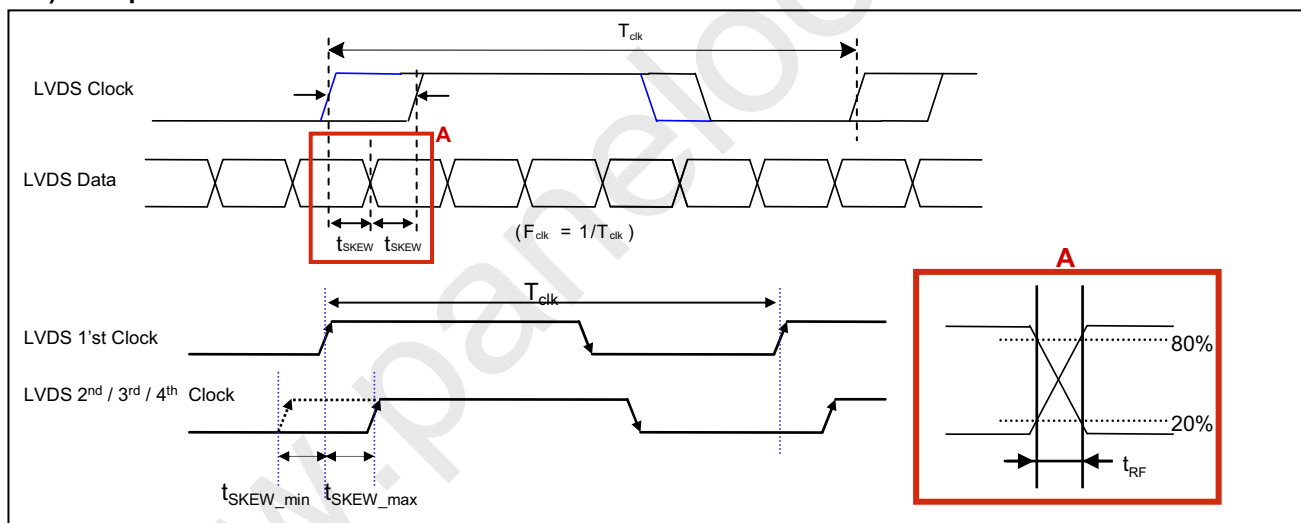 T clk
LVDS Clock
A
LVDS Data
tSKEW tSKEW
( Fclk = 1/Tclk )
A
Tclk
LVDS 1'st Clock
80%
LVDS 2nd / 3rd / 4th Clock
20%
tRF
tSKEW_min tSKEW_max